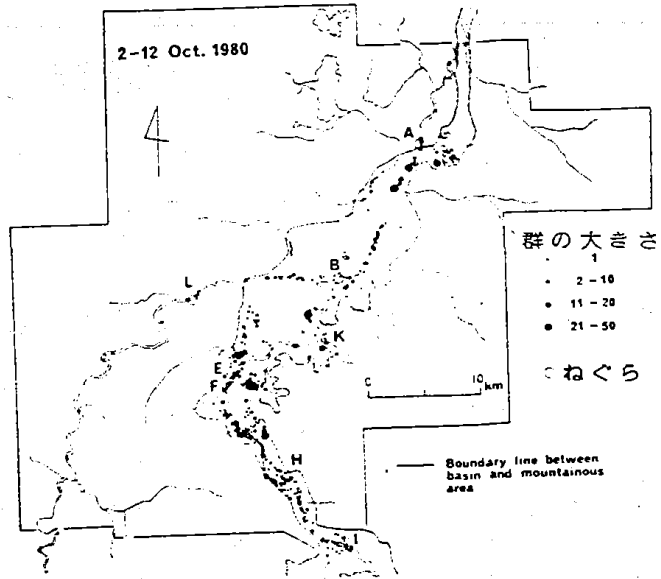 2-12 Oct. 1980
A
C
群の大きさ
1
2-10
11-20
21-50
B
L
K
E
F
0 10 km
ねぐら
H
Boundary line between
basin and mountainous
area
I